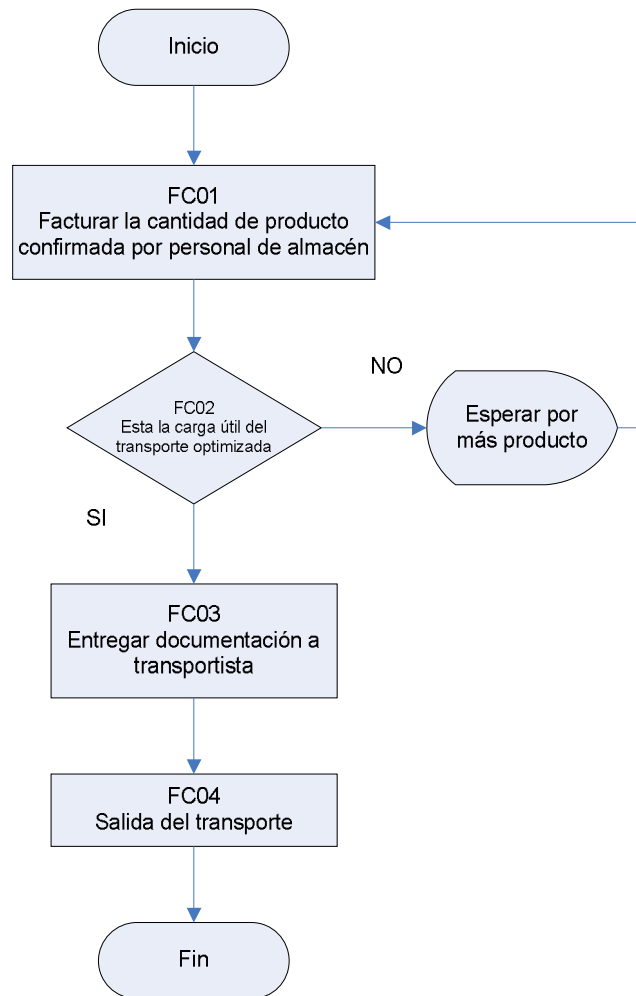 Inicio
FC01
Facturar la cantidad de producto
confirmada por personal de almacén
FC02
Esta la carga útil del
transporte optimizada
NO
Esperar por
más producto
SI
FC03
Entregar documentación a
transportista
FC04
Salida del transporte
Fin